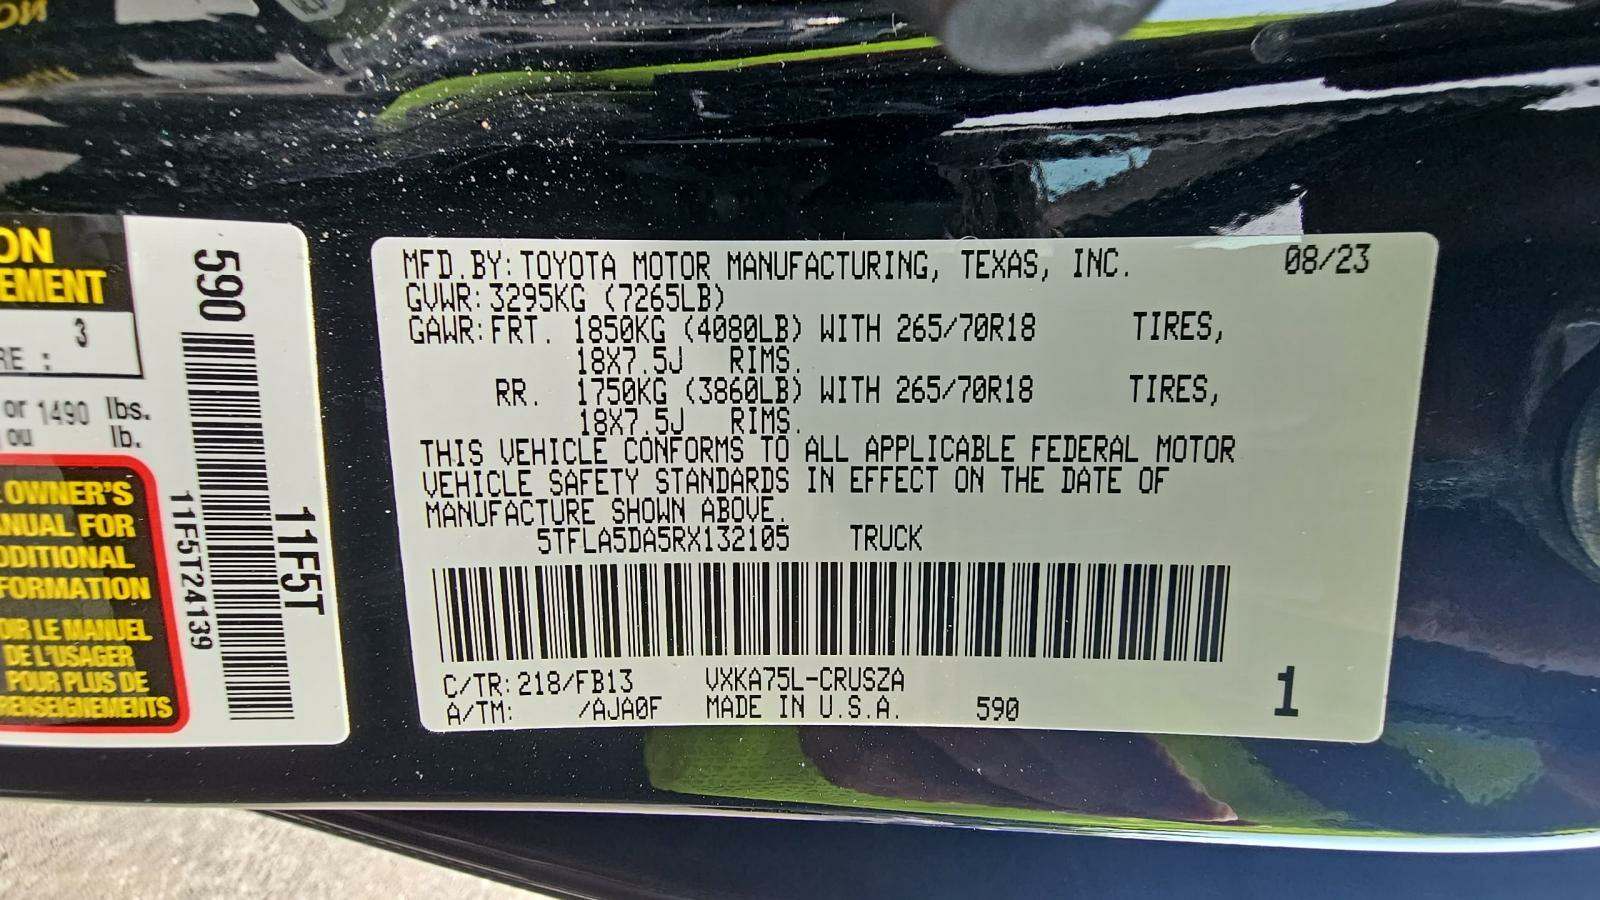 ON
EMENT
3
RE :
or 1490 lbs.
ou lb.
OWNER'S
ANUAL FOR
DDITIONAL
FORMATION
OIR LE MANUEL
DE L'USAGER
POUR PLUS DE
RENSEIGNEMENTS
590
11F5T24139
11F5T
MFD.BY:TOYOTA MOTOR MANUFACTURING, TEXAS, INC. 08/23
GVWR:3295KG (7265LB)
GAWR:FRT. 1850KG (4080LB) WITH 265/70R18 TIRES,
18X7.5J RIMS.
RR. 1750KG (3860LB) WITH 265/70R18 TIRES,
18X7.5J RIMS.
THIS VEHICLE CONFORMS TO ALL APPLICABLE FEDERAL MOTOR
VEHICLE SAFETY STANDARDS IN EFFECT ON THE DATE OF
MANUFACTURE SHOWN ABOVE.
5TFLA5DA5RX132105 TRUCK
C/TR:218/FB13 VXKA75L-CRUSZA
A/TM: /AJA0F MADE IN U.S.A. 590
1